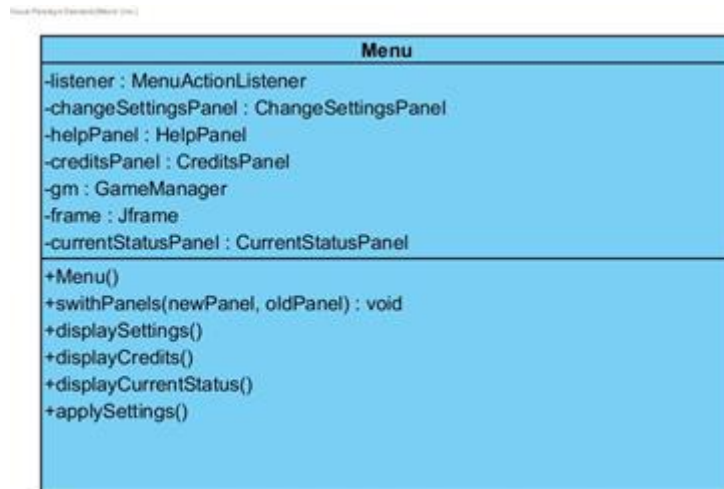 Menu
-listener : MenuActionListener
-changeSettingsPanel : ChangeSettingsPanel
-helpPanel : HelpPanel
-creditsPanel : CreditsPanel
-gm : GameManager
-frame : Jframe
-currentStatusPanel : CurrentStatusPanel
+Menu()
+swithPanels(newPanel, oldPanel) : void
+displaySettings()
+displayCredits()
+displayCurrentStatus()
+applySettings()